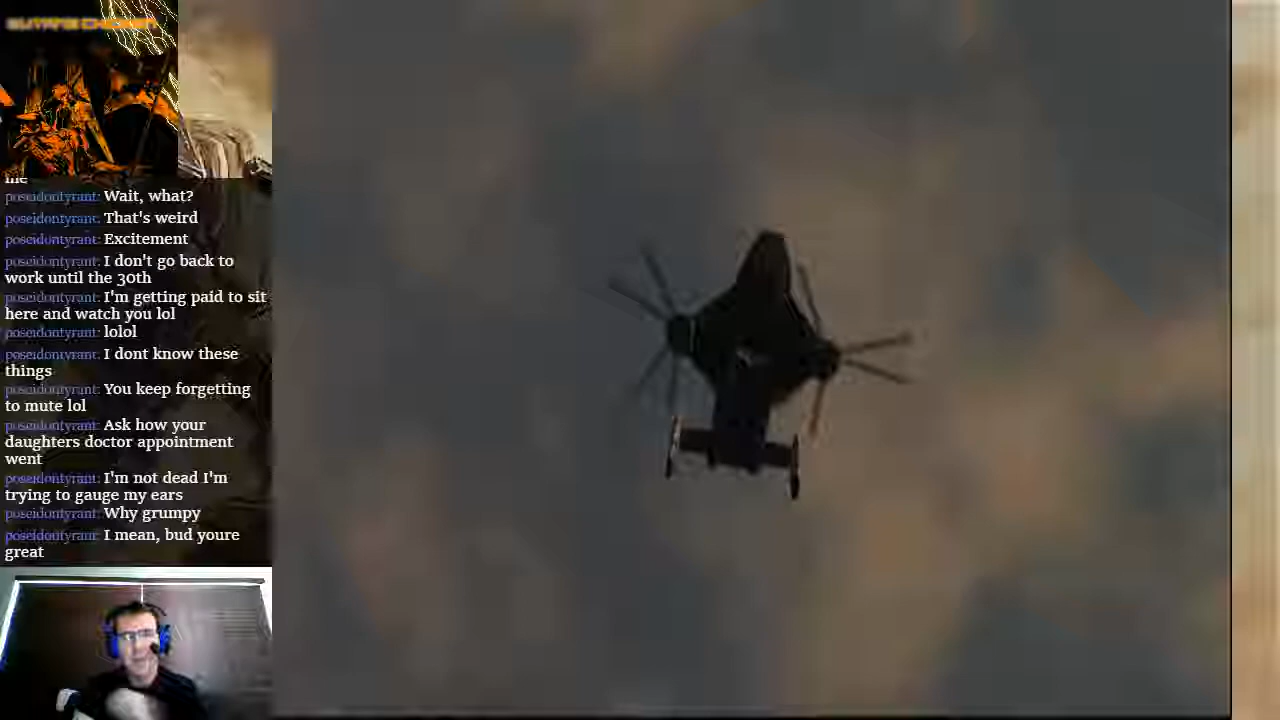 poseidontyrant: Wait, what?
poseidontyrant: That's weird
poseidontyrant: Excitement
poseidontyrant: I don't go back to
work until the 30th
poseidontyrant: I'm getting paid to sit
here and watch you lol
poseidontyrant: lolol
poseidontyrant: I dont know these
things
poseidontyrant: You keep forgetting
to mute lol
poseidontyrant: Ask how your
daughters doctor appointment
went
poseidontyrant: I'm not dead I'm
trying to gauge my ears
poseidontyrant: Why grumpy
poseidontyrant: I mean, bud youre
great